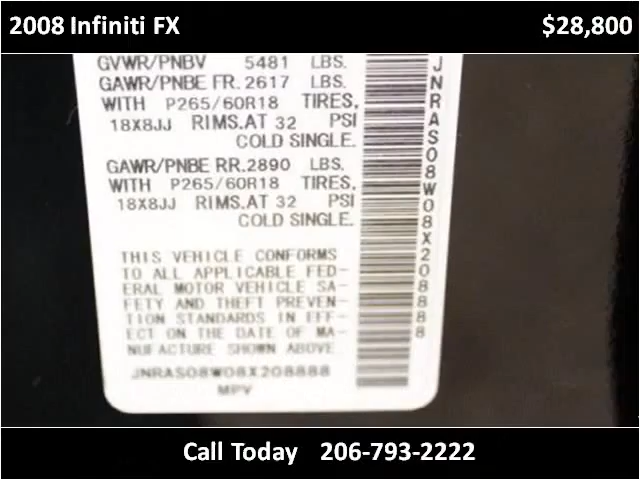 2008 Infiniti FX
$28,800
GVWR/PNBV 5481 LBS.
GAWR/PNBE FR. 2617 LBS.
WITH P265/60R18 TIRES,
18X8JJ RIMS.AT 32 PSI
COLD SINGLE.
GAWR/PNBE RR.2890 LBS.
WITH P265/60R18 TIRES,
18X8JJ RIMS.AT 32 PSI
COLD SINGLE.
THIS VEHICLE CONFORMS
TO ALL APPLICABLE FED-
ERAL MOTOR VEHICLE SA-
FETY AND THEFT PREVEN-
TION STANDARDS IN EFF-
ECT ON THE DATE OF MA-
NUFACTURE SHOWN ABOVE
JNRAS08W08X208888
MPV
JNRAS08W08X208888
Call Today 206-793-2222